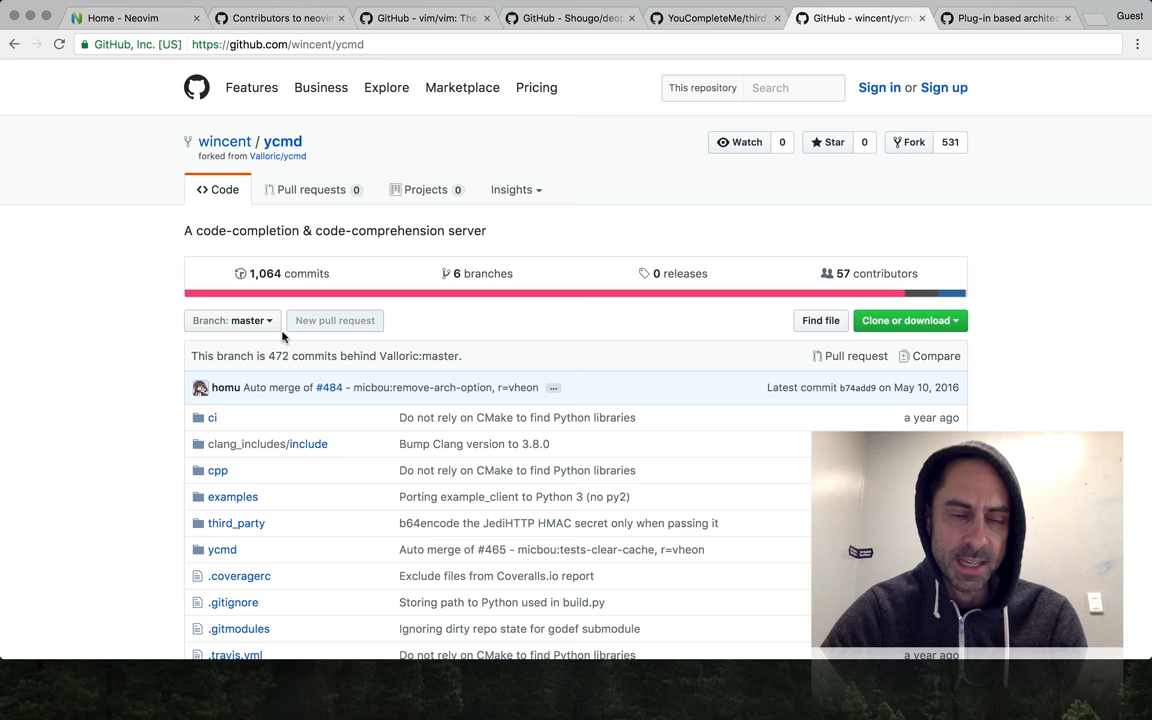 Home - Neovim
Contributors to neovim
GitHub - vim/vim: The
GitHub - Shougo/deop
YouCompleteMe/third
GitHub - wincent/ycm
Plug-in based archite
Guest
GitHub, Inc. [US] https://github.com/wincent/ycmd
Features Business Explore Marketplace Pricing
This repository Search
Sign in or Sign up
wincent / ycmd
forked from Valloric/ycmd
Watch 0 Star 0 Fork 531
Code Pull requests 0 Projects 0 Insights
A code-completion & code-comprehension server
1,064 commits 6 branches 0 releases 57 contributors
Branch: master New pull request Find file Clone or download
This branch is 472 commits behind Valloric:master. Pull request Compare
homu Auto merge of #484 - micbou:remove-arch-option, r=vheon … Latest commit b74add9 on May 10, 2016
ci Do not rely on CMake to find Python libraries a year ago
clang_includes/include Bump Clang version to 3.8.0
cpp Do not rely on CMake to find Python libraries
examples Porting example_client to Python 3 (no py2)
third_party b64encode the JediHTTP HMAC secret only when passing it
ycmd Auto merge of #465 - micbou:tests-clear-cache, r=vheon
.coveragerc Exclude files from Coveralls.io report
.gitignore Storing path to Python used in build.py
.gitmodules Ignoring dirty repo state for godef submodule
.travis.yml Do not rely on CMake to find Python libraries a year ago